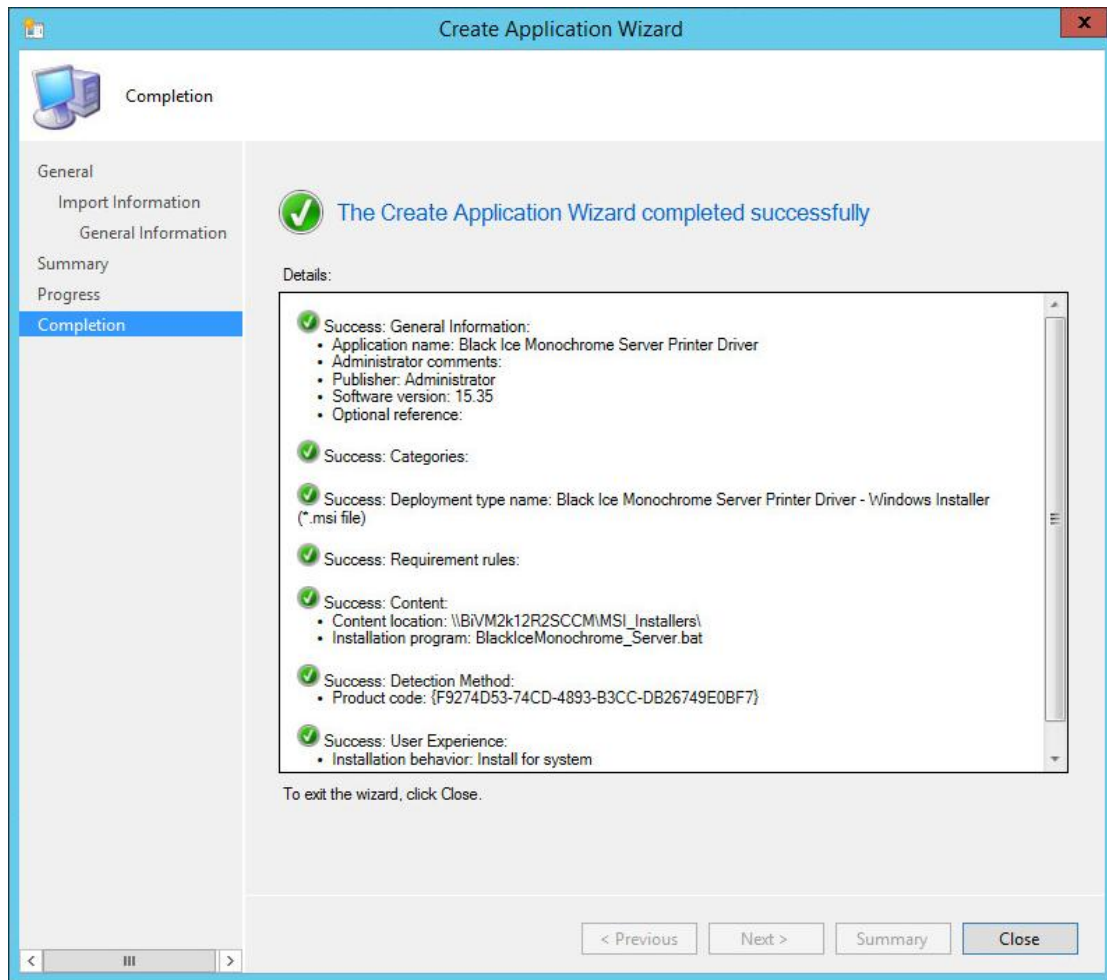 Create Application Wizard
x
Completion
General
Import Information
General Information
Summary
Progress
Completion
The Create Application Wizard completed successfully
Details:
Success: General Information:
• Application name: Black Ice Monochrome Server Printer Driver
• Administrator comments:
• Publisher: Administrator
• Software version: 15.35
• Optional reference:
Success: Categories:
Success: Deployment type name: Black Ice Monochrome Server Printer Driver - Windows Installer
(*.msi file)
Success: Requirement rules:
Success: Content:
• Content location: \\BiVM2k12R2SCCM\MSI_Installers\
• Installation program: BlackIceMonochrome_Server.bat
Success: Detection Method:
• Product code: {F9274D53-74CD-4893-B3CC-DB26749E0BF7}
Success: User Experience:
• Installation behavior: Install for system
To exit the wizard, click Close.
< Previous
Next >
Summary
Close